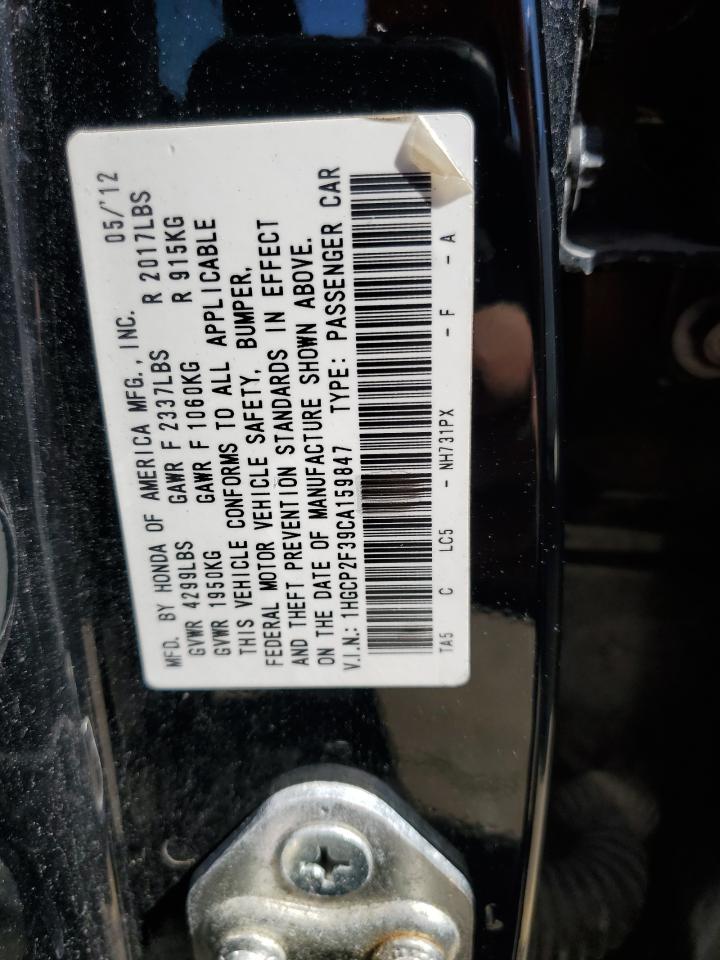 MFD. BY HONDA OF AMERICA MFG., INC. 05/'12
GVWR 4299LBS GAWR F 2337LBS R 2017LBS
GVWR 1950KG GAWR F 1060KG R 915KG
THIS VEHICLE CONFORMS TO ALL APPLICABLE
FEDERAL MOTOR VEHICLE SAFETY, BUMPER,
AND THEFT PREVENTION STANDARDS IN EFFECT
ON THE DATE OF MANUFACTURE SHOWN ABOVE.
V.I.N.: 1HGCP2F39CA159847 TYPE: PASSENGER CAR
TA5 C LC5 - NH731PX - F - A